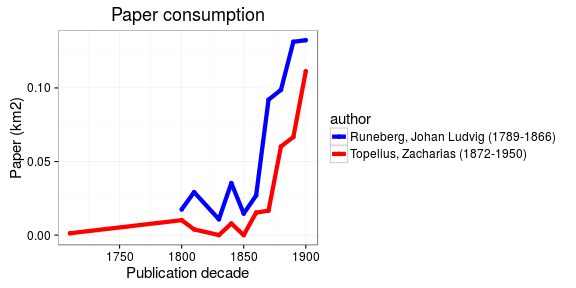 Paper consumption
Paper (km2)
0.10
0.05
0.00
1750
1800
1850
1900
Publication decade
author
Runeberg, Johan Ludvig (1789-1866)
Topelius, Zacharias (1872-1950)